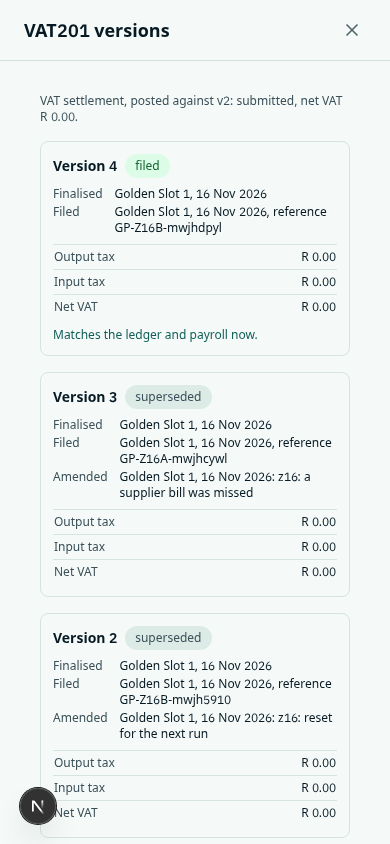 VAT201 versions
VAT settlement, posted against v2: submitted, net VAT
R 0.00.
Version 4 filed
Finalised Golden Slot 1, 16 Nov 2026
Filed Golden Slot 1, 16 Nov 2026, reference
GP-Z16B-mwjhdpyl
Output tax R 0.00
Input tax R 0.00
Net VAT R 0.00
Matches the ledger and payroll now.
Version 3 superseded
Finalised Golden Slot 1, 16 Nov 2026
Filed Golden Slot 1, 16 Nov 2026, reference
GP-Z16A-mwjhcywl
Amended Golden Slot 1, 16 Nov 2026: z16: a
supplier bill was missed
Output tax R 0.00
Input tax R 0.00
Net VAT R 0.00
Version 2 superseded
Finalised Golden Slot 1, 16 Nov 2026
Filed Golden Slot 1, 16 Nov 2026, reference
GP-Z16B-mwjh5910
Amended Golden Slot 1, 16 Nov 2026: z16: reset
for the next run
Output tax R 0.00
Input tax R 0.00
N Net VAT R 0.00